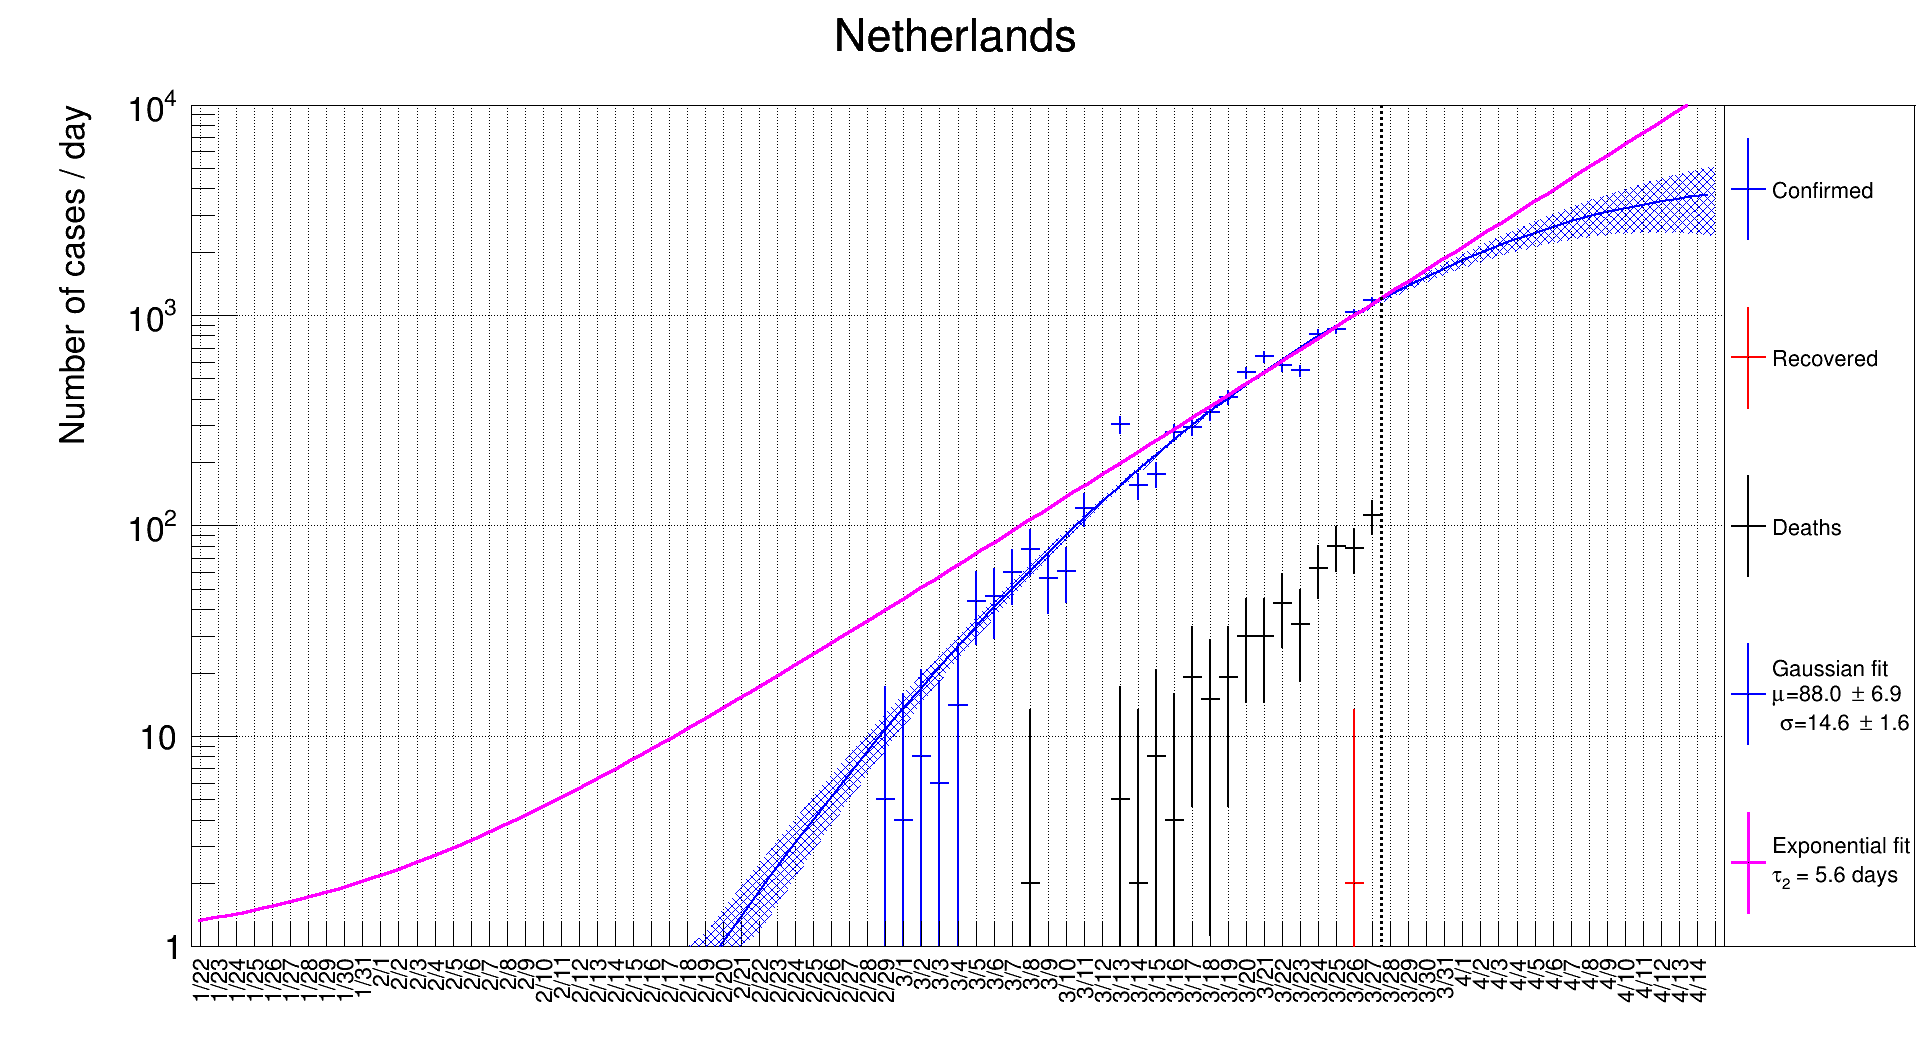 Netherlands
Number of cases / day
10⁴
10³
10²
10
1
1/22 1/23 1/24 1/25 1/26 1/27 1/28 1/29 1/30 1/31 2/1 2/2 2/3 2/4 2/5 2/6 2/7 2/8 2/9 2/10 2/11 2/12 2/13 2/14 2/15 2/16 2/17 2/18 2/19 2/20 2/21 2/22 2/23 2/24 2/25 2/26 2/27 2/28 2/29 3/1 3/2 3/3 3/4 3/5 3/6 3/7 3/8 3/9 3/10 3/11 3/12 3/13 3/14 3/15 3/16 3/17 3/18 3/19 3/20 3/21 3/22 3/23 3/24 3/25 3/26 3/27 3/28 3/29 3/30 3/31 4/1 4/2 4/3 4/4 4/5 4/6 4/7 4/8 4/9 4/10 4/11 4/12 4/13 4/14
Confirmed
Recovered
Deaths
Gaussian fit
μ=88.0 ± 6.9
σ=14.6 ± 1.6
Exponential fit
τ₂ = 5.6 days